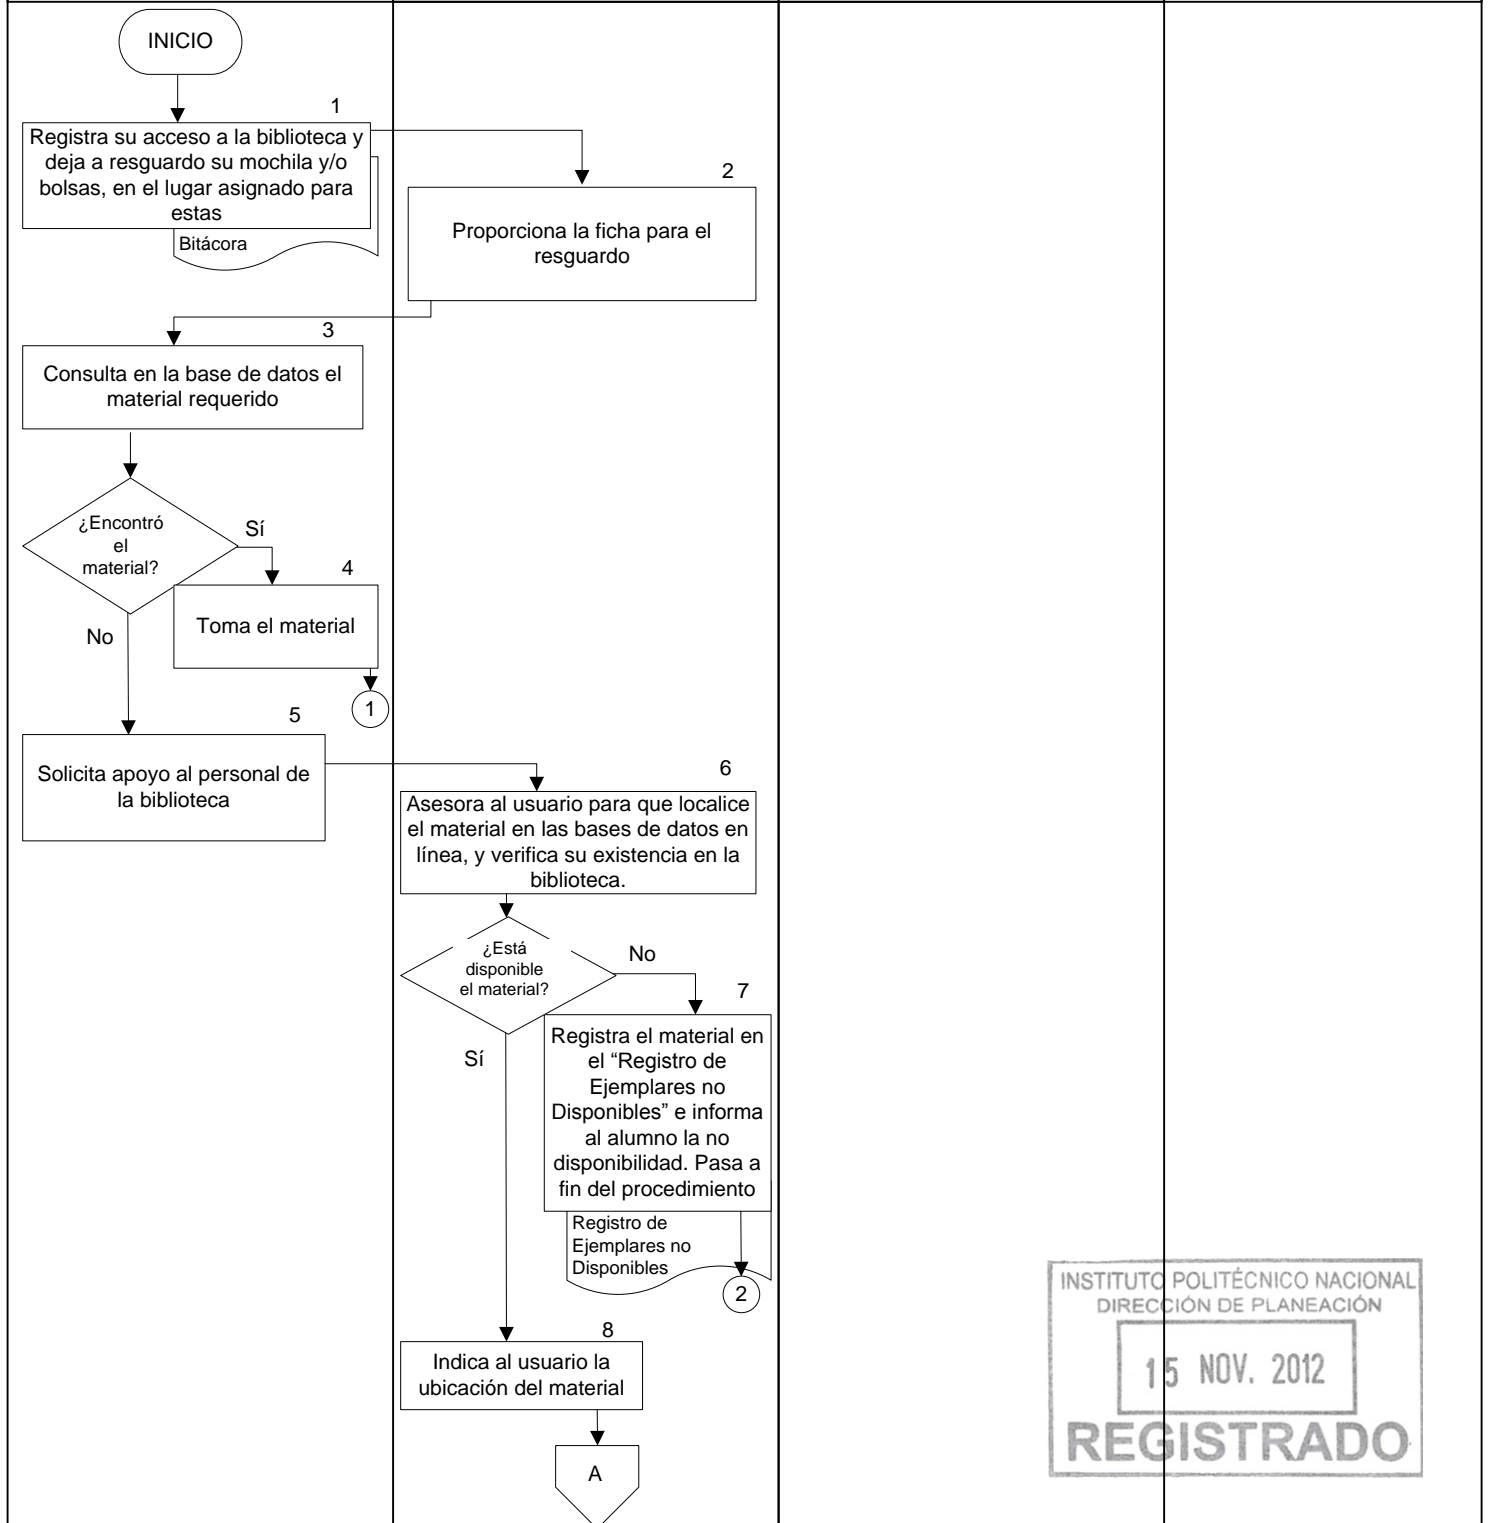 INICIO
1
Registra su acceso a la biblioteca y
deja a resguardo su mochila y/o
bolsas, en el lugar asignado para
estas
Bitácora
2
Proporciona la ficha para el
resguardo
3
Consulta en la base de datos el
material requerido
¿Encontró
el
material?
Sí
No
4
Toma el material
1
5
Solicita apoyo al personal de
la biblioteca
6
Asesora al usuario para que localice
el material en las bases de datos en
línea, y verifica su existencia en la
biblioteca.
¿Está
disponible
el material?
No
Sí
7
Registra el material en
el “Registro de
Ejemplares no
Disponibles” e informa
al alumno la no
disponibilidad. Pasa a
fin del procedimiento
Registro de
Ejemplares no
Disponibles
2
8
Indica al usuario la
ubicación del material
A
INSTITUTO POLITÉCNICO NACIONAL
DIRECCIÓN DE PLANEACIÓN
15 NOV. 2012
REGISTRADO